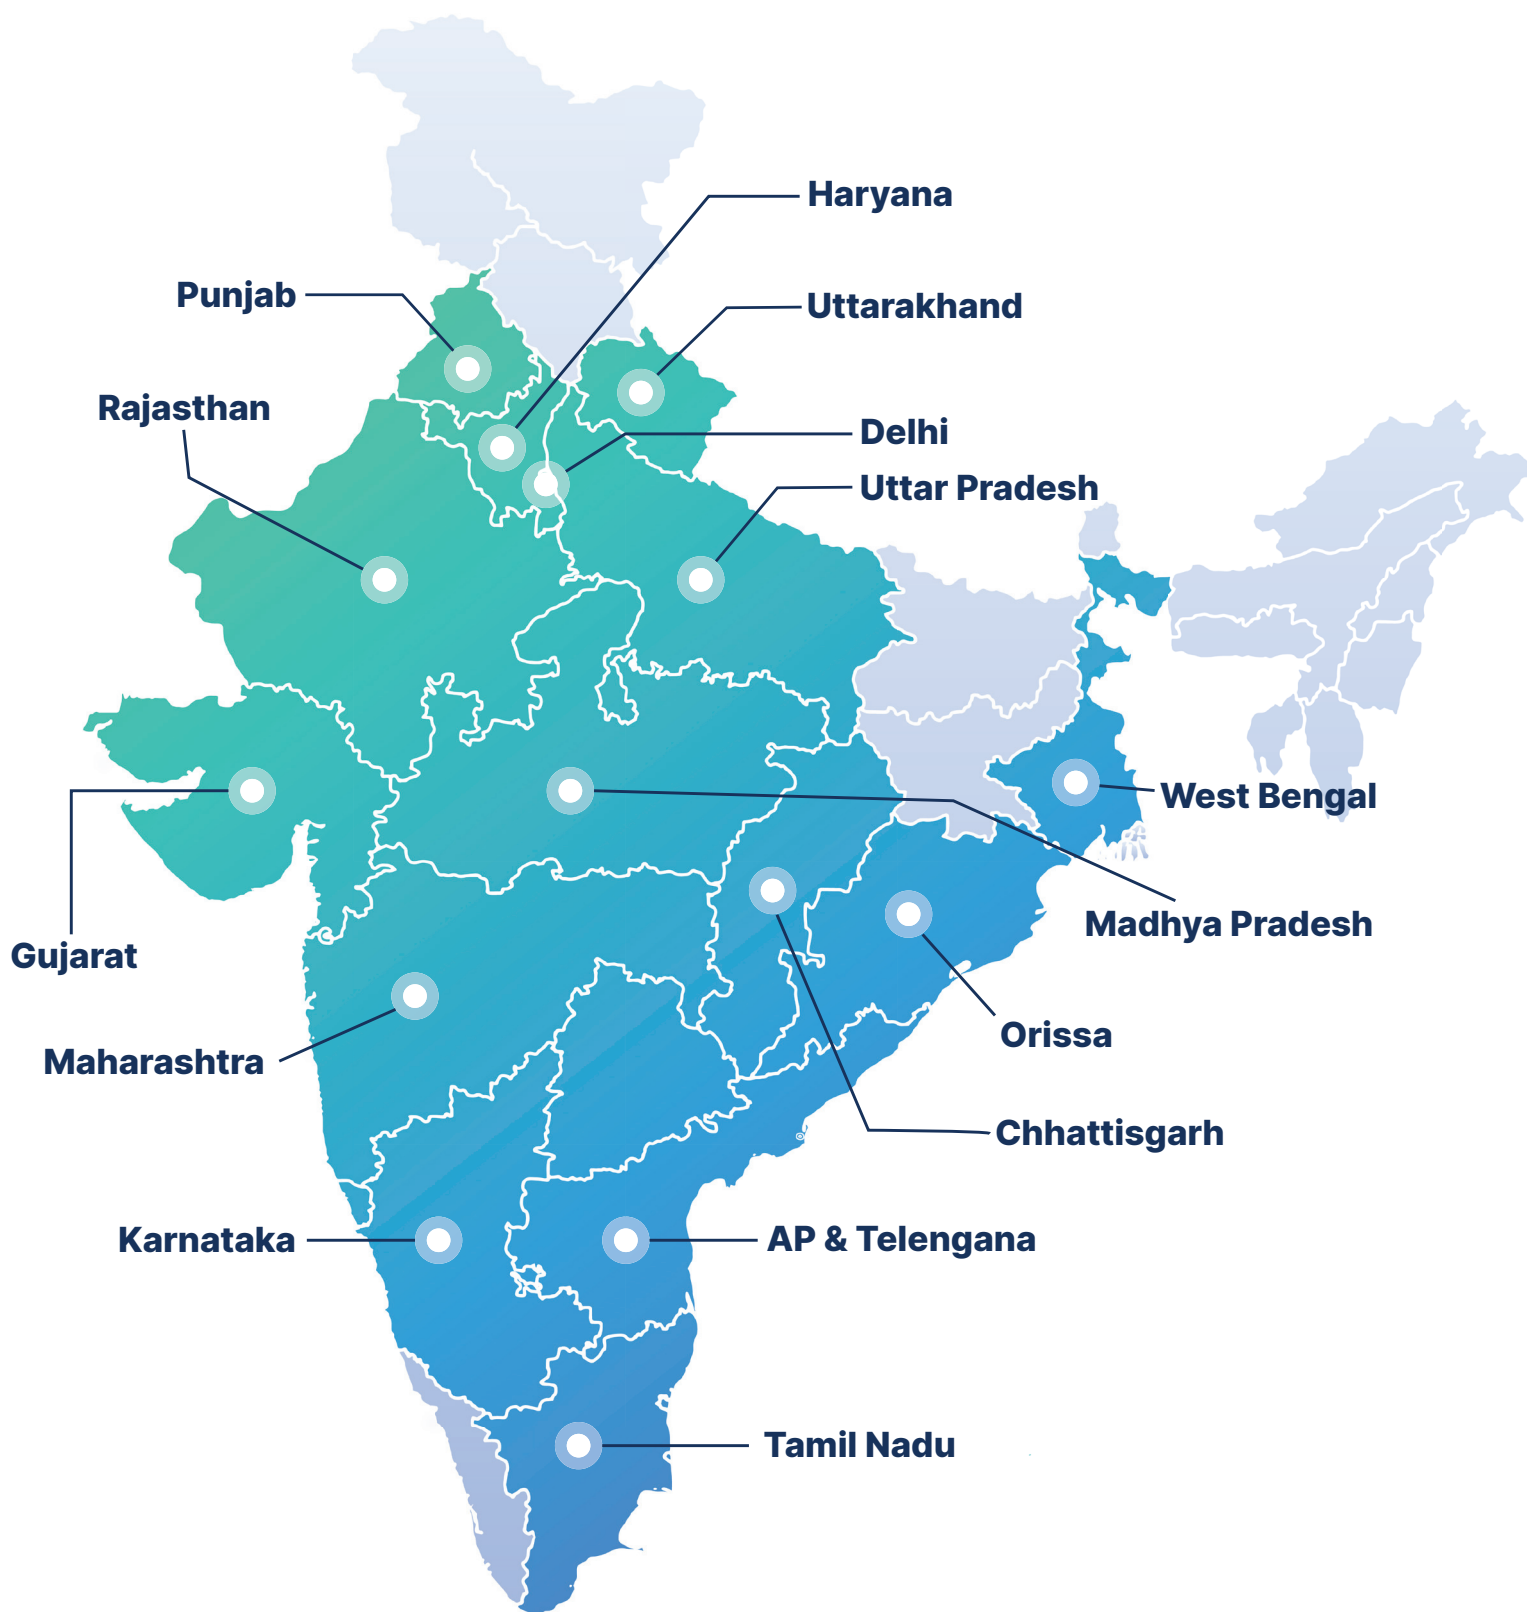 Haryana
Punjab
Uttarakhand
Rajasthan
Delhi
Uttar Pradesh
West Bengal
Madhya Pradesh
Gujarat
Orissa
Maharashtra
Chhattisgarh
Karnataka
AP & Telengana
Tamil Nadu